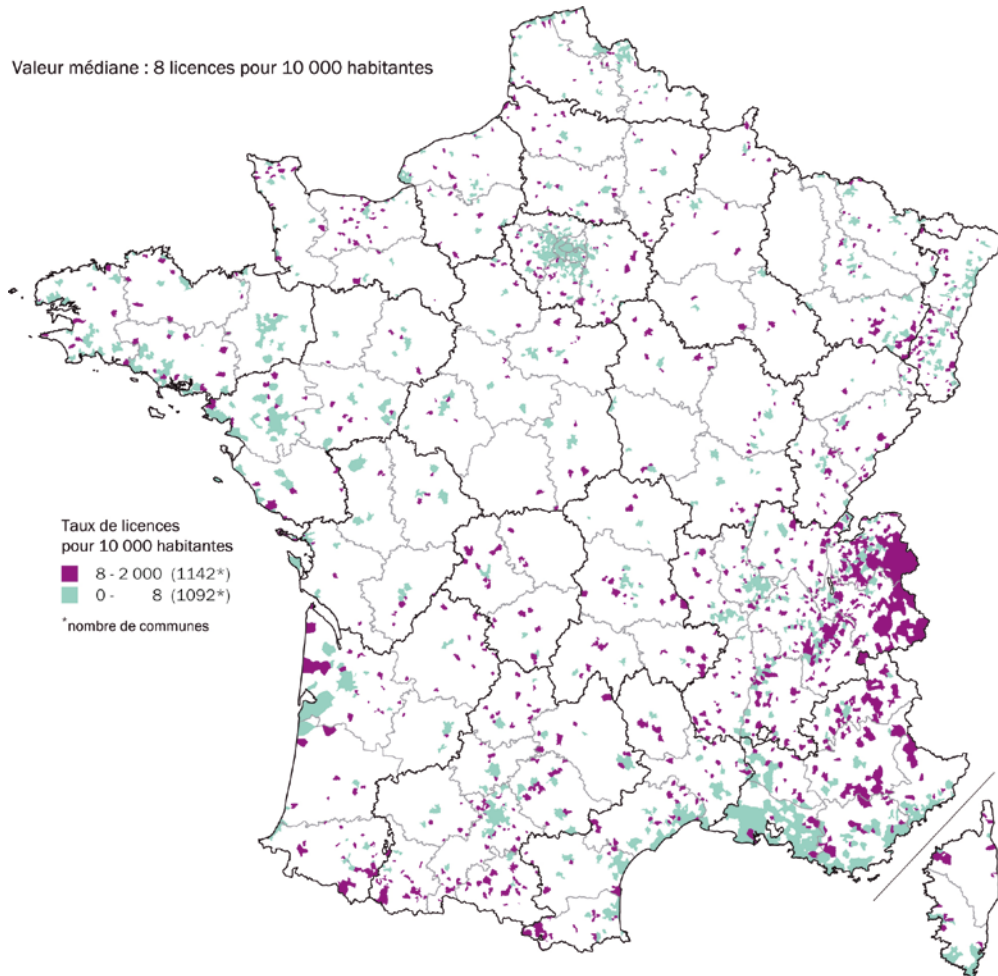 Valeur médiane : 8 licences pour 10 000 habitantes
Taux de licences
pour 10 000 habitantes
8 - 2 000 (1142*)
0 - 8 (1092*)
*nombre de communes